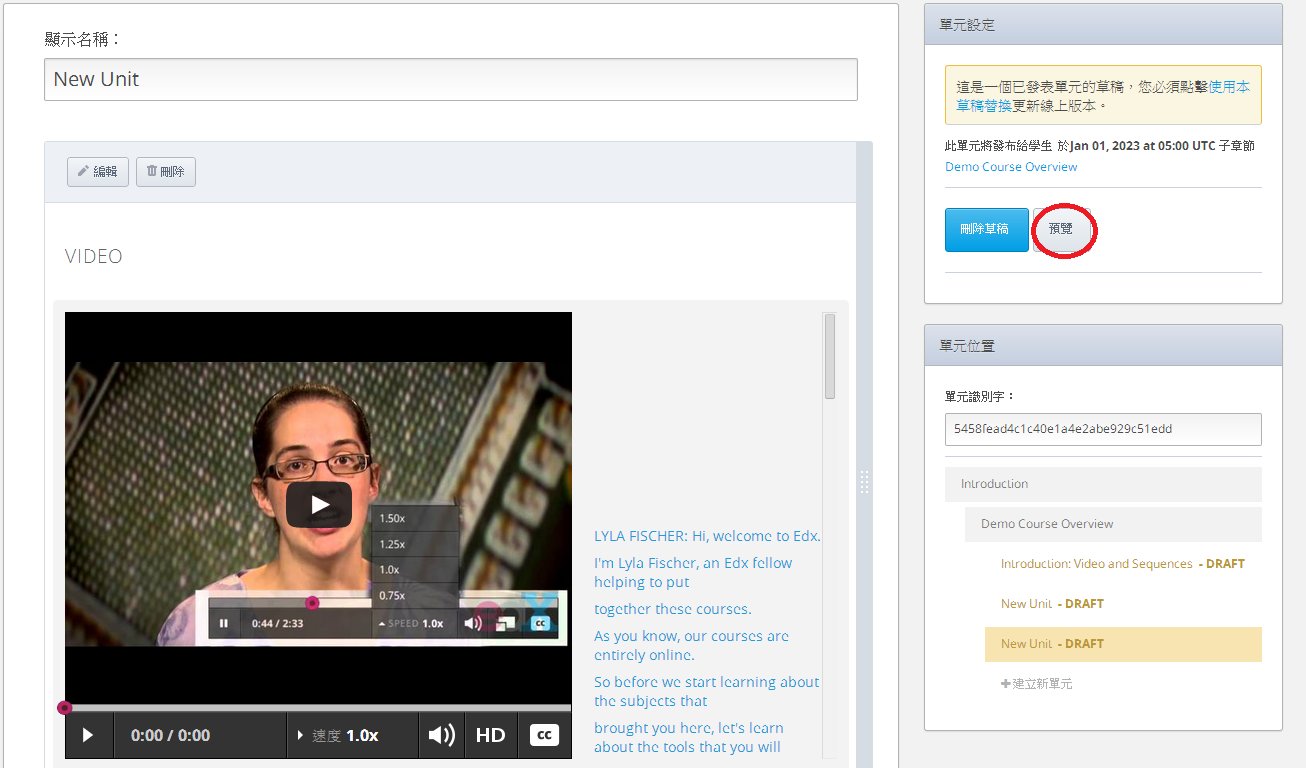 顯示名稱：
New Unit
編輯
刪除
VIDEO
1.50x
1.25x
1.0x
0.75x
0:44 / 2:33
SPEED 1.0x
cc
0:00 / 0:00
速度 1.0x
HD
cc
LYLA FISCHER: Hi, welcome to Edx.
I'm Lyla Fischer, an Edx fellow
helping to put
together these courses.
As you know, our courses are
entirely online.
So before we start learning about
the subjects that
brought you here, let's learn
about the tools that you will
單元設定
這是一個已發表單元的草稿，您必須點擊使用本
草稿替換更新線上版本。
此單元將發布給學生 於Jan 01, 2023 at 05:00 UTC 子章節
Demo Course Overview
刪除草稿
預覽
單元位置
單元識別字：
5458fead4c1c40e1a4e2abe929c51edd
Introduction
Demo Course Overview
Introduction: Video and Sequences - DRAFT
New Unit - DRAFT
New Unit - DRAFT
建立新單元